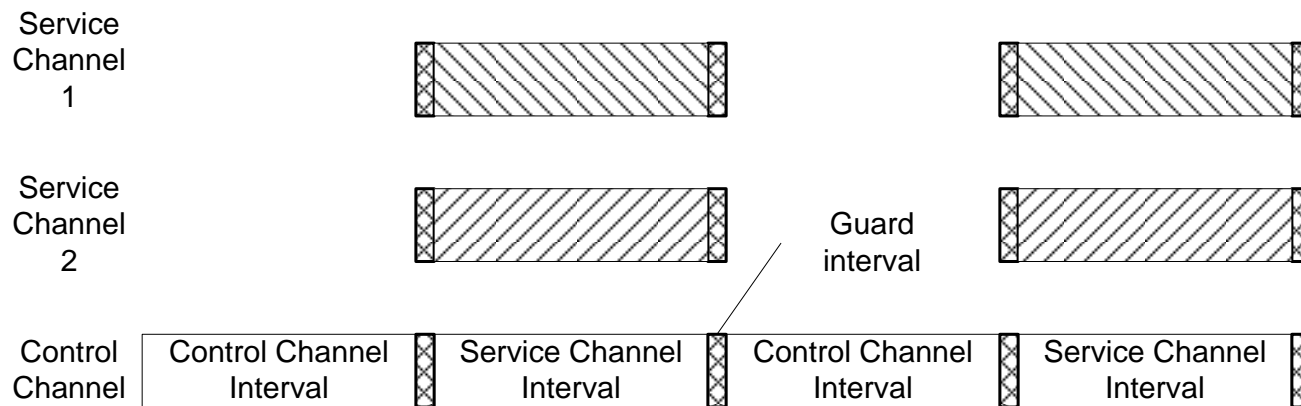 Service
Channel
1
Service
Channel
2
Guard
interval
Control
Channel
Control Channel
Interval
Service Channel
Interval
Control Channel
Interval
Service Channel
Interval